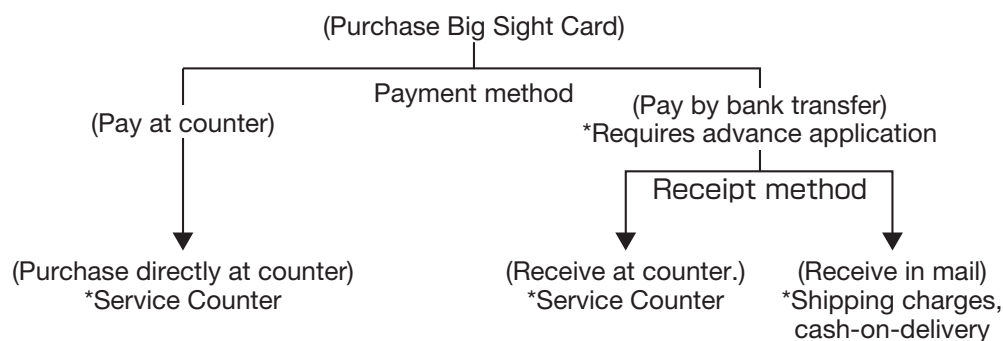 (Purchase Big Sight Card)
Payment method
(Pay at counter)
(Pay by bank transfer)
*Requires advance application
Receipt method
(Purchase directly at counter)
*Service Counter
(Receive at counter.)
*Service Counter
(Receive in mail)
*Shipping charges,
cash-on-delivery